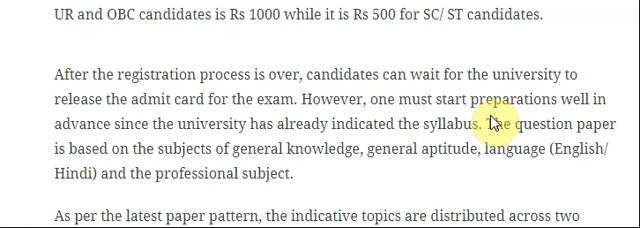 UR and OBC candidates is Rs 1000 while it is Rs 500 for SC/ ST candidates.
After the registration process is over, candidates can wait for the university to
release the admit card for the exam. However, one must start preparations well in
advance since the university has already indicated the syllabus. The question paper
is based on the subjects of general knowledge, general aptitude, language (English/
Hindi) and the professional subject.
As per the latest paper pattern, the indicative topics are distributed across two